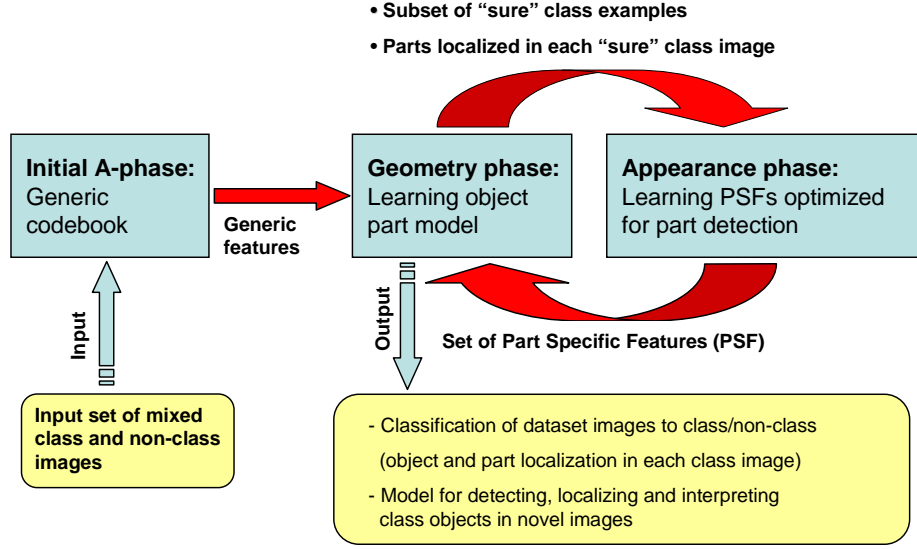 • Subset of “sure” class examples
• Parts localized in each “sure” class image
Initial A-phase:
Generic
codebook
Generic
features
Geometry phase:
Learning object
part model
Appearance phase:
Learning PSFs optimized
for part detection
Input
Output
Set of Part Specific Features (PSF)
Input set of mixed
class and non-class
images
- Classification of dataset images to class/non-class
(object and part localization in each class image)
- Model for detecting, localizing and interpreting
class objects in novel images